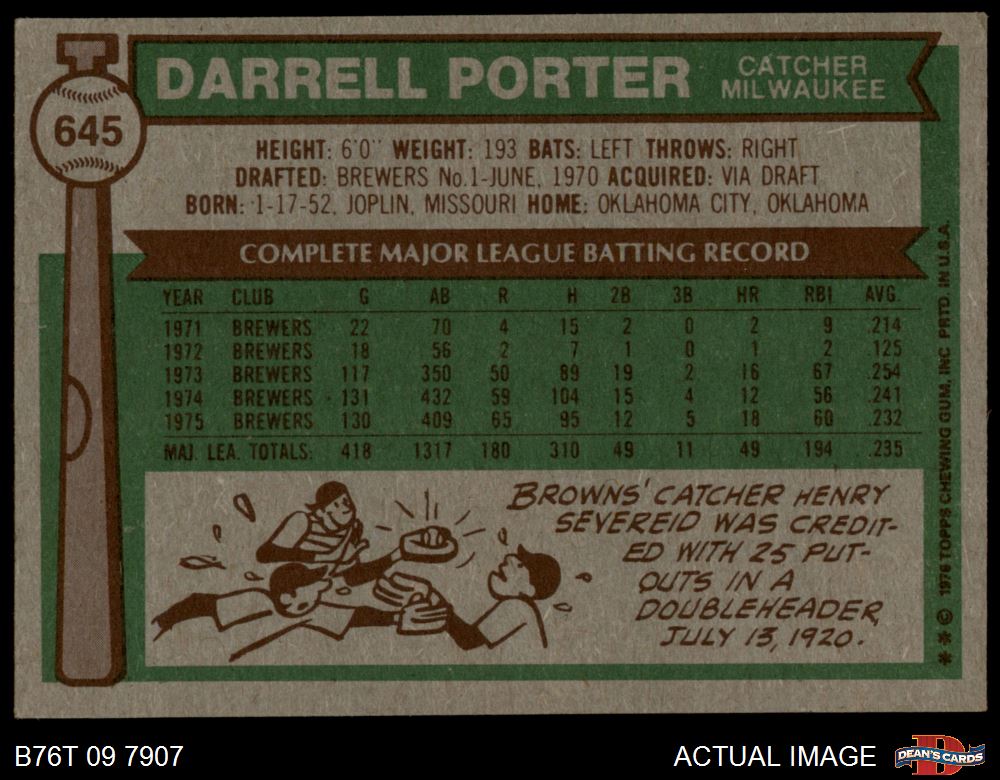 DARRELL PORTER
CATCHER
MILWAUKEE
645
HEIGHT: 6'0" WEIGHT: 193 BATS: LEFT THROWS: RIGHT
DRAFTED: BREWERS No.1-JUNE, 1970 ACQUIRED: VIA DRAFT
BORN: 1-17-52, JOPLIN, MISSOURI HOME: OKLAHOMA CITY, OKLAHOMA
COMPLETE MAJOR LEAGUE BATTING RECORD
YEAR CLUB G AB R H 2B 3B HR RBI AVG.
1971 BREWERS 22 70 4 15 2 0 2 9 .214
1972 BREWERS 18 56 2 7 1 0 1 2 .125
1973 BREWERS 117 350 50 89 19 2 16 67 .254
1974 BREWERS 131 432 59 104 15 4 12 56 .241
1975 BREWERS 130 409 65 95 12 5 18 60 .232
MAJ. LEA. TOTALS: 418 1317 180 310 49 11 49 194 .235
BROWNS' CATCHER HENRY
SEVEREID WAS CREDIT-
ED WITH 25 PUT-
OUTS IN A
DOUBLEHEADER,
JULY 13, 1920.
** © 1976 TOPPS CHEWING GUM, INC PRTD. IN U.S.A.
B76T 09 7907
ACTUAL IMAGE
DEAN'S CARDS